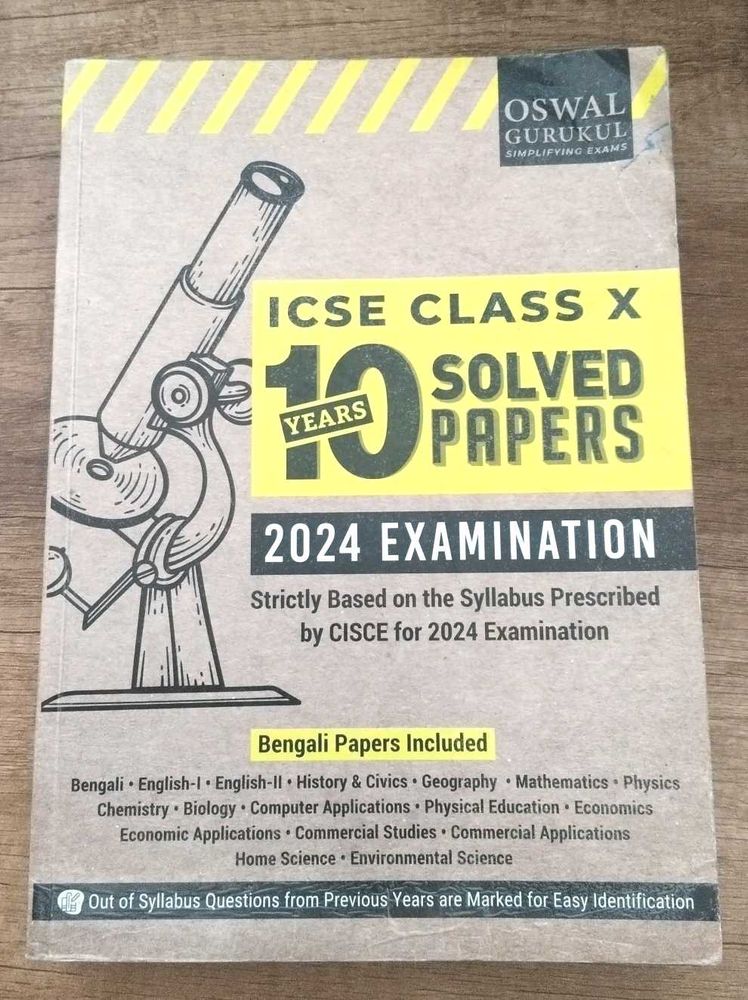 OSWAL
GURUKUL
SIMPLIFYING EXAMS
ICSE CLASS X
10 YEARS SOLVED
PAPERS
2024 EXAMINATION
Strictly Based on the Syllabus Prescribed
by CISCE for 2024 Examination
Bengali Papers Included
Bengali • English-I • English-II • History & Civics • Geography • Mathematics • Physics
Chemistry • Biology • Computer Applications • Physical Education • Economics
Economic Applications • Commercial Studies • Commercial Applications
Home Science • Environmental Science
Out of Syllabus Questions from Previous Years are Marked for Easy Identification